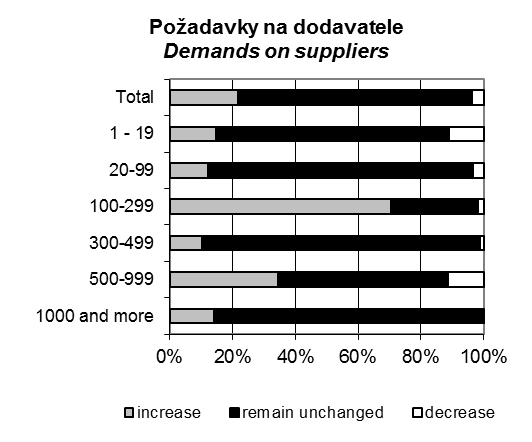 Požadavky na dodavatele
Demands on suppliers
Total
1 - 19
20-99
100-299
300-499
500-999
1000 and more
0% 20% 40% 60% 80% 100%
increase remain unchanged decrease